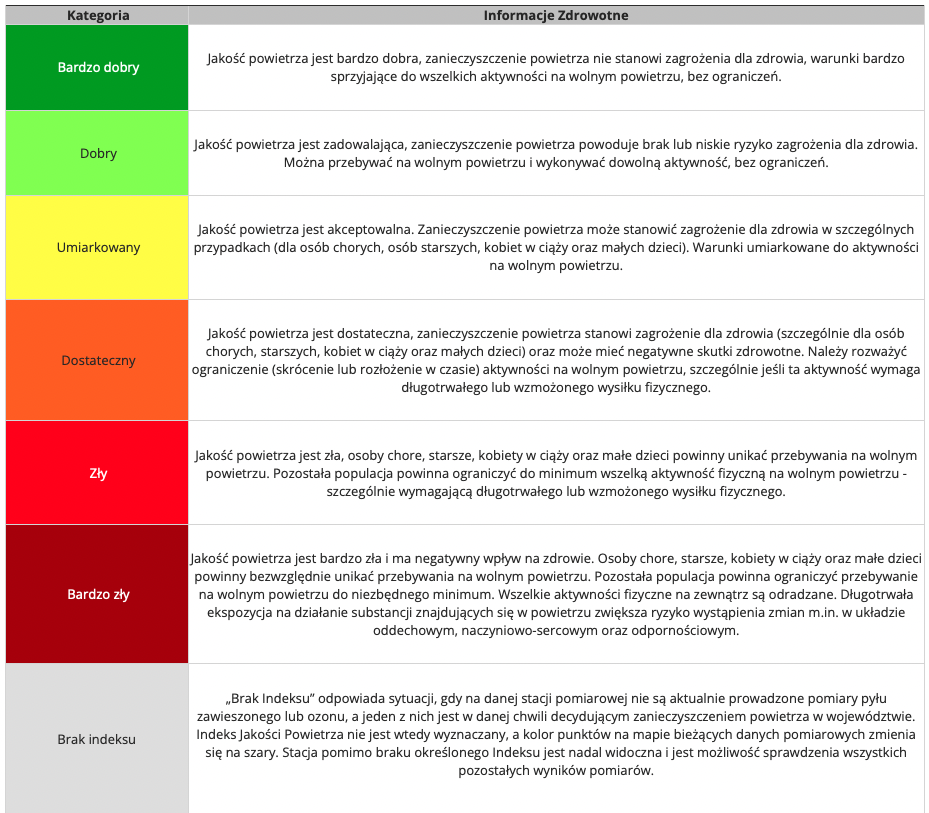 Kategoria
Informacje Zdrowotne
Bardzo dobry
Jakość powietrza jest bardzo dobra, zanieczyszczenie powietrza nie stanowi zagrożenia dla zdrowia, warunki bardzo
sprzyjające do wszelkich aktywności na wolnym powietrzu, bez ograniczeń.
Dobry
Jakość powietrza jest zadowalająca, zanieczyszczenie powietrza powoduje brak lub niskie ryzyko zagrożenia dla zdrowia.
Można przebywać na wolnym powietrzu i wykonywać dowolną aktywność, bez ograniczeń.
Umiarkowany
Jakość powietrza jest akceptowalna. Zanieczyszczenie powietrza może stanowić zagrożenie dla zdrowia w szczególnych
przypadkach (dla osób chorych, osób starszych, kobiet w ciąży oraz małych dzieci). Warunki umiarkowane do aktywności
na wolnym powietrzu.
Dostateczny
Jakość powietrza jest dostateczna, zanieczyszczenie powietrza stanowi zagrożenie dla zdrowia (szczególnie dla osób
chorych, starszych, kobiet w ciąży oraz małych dzieci) oraz może mieć negatywne skutki zdrowotne. Należy rozważyć
ograniczenie (skrócenie lub rozłożenie w czasie) aktywności na wolnym powietrzu, szczególnie jeśli ta aktywność wymaga
długotrwałego lub wzmożonego wysiłku fizycznego.
Zły
Jakość powietrza jest zła, osoby chore, starsze, kobiety w ciąży oraz małe dzieci powinny unikać przebywania na wolnym
powietrzu. Pozostała populacja powinna ograniczyć do minimum wszelką aktywność fizyczną na wolnym powietrzu -
szczególnie wymagającą długotrwałego lub wzmożonego wysiłku fizycznego.
Bardzo zły
Jakość powietrza jest bardzo zła i ma negatywny wpływ na zdrowie. Osoby chore, starsze, kobiety w ciąży oraz małe dzieci
powinny bezwzględnie unikać przebywania na wolnym powietrzu. Pozostała populacja powinna ograniczyć przebywanie
na wolnym powietrzu do niezbędnego minimum. Wszelkie aktywności fizyczne na zewnątrz są odradzane. Długotrwała
ekspozycja na działanie substancji znajdujących się w powietrzu zwiększa ryzyko wystąpienia zmian m.in. w układzie
oddechowym, naczyniowo-sercowym oraz odpornościowym.
Brak indeksu
„Brak Indeksu” odpowiada sytuacji, gdy na danej stacji pomiarowej nie są aktualnie prowadzone pomiary pyłu
zawieszonego lub ozonu, a jeden z nich jest w danej chwili decydującym zanieczyszczeniem powietrza w województwie.
Indeks Jakości Powietrza nie jest wtedy wyznaczany, a kolor punktów na mapie bieżących danych pomiarowych zmienia
się na szary. Stacja pomimo braku określonego Indeksu jest nadal widoczna i jest możliwość sprawdzenia wszystkich
pozostałych wyników pomiarów.